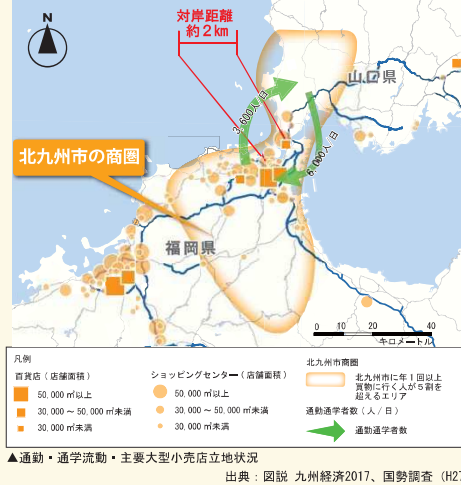 N
対岸距離
約２㎞
山口県
3,600人/日
6,000人/日
北九州市の商圏
福岡県
0 10 20 40
キロメートル
凡例
百貨店（店舗面積）
50,000㎡以上
30,000～50,000㎡未満
30,000㎡未満
ショッピングセンター（店舗面積）
50,000㎡以上
30,000～50,000㎡未満
30,000㎡未満
北九州市商圏
北九州市に年１回以上
買物に行く人が５割を
超えるエリア
通勤通学者数（人/日）
通勤通学者数
▲通勤・通学流動・主要大型小売店立地状況
出典：図説 九州経済2017、国勢調査（H27